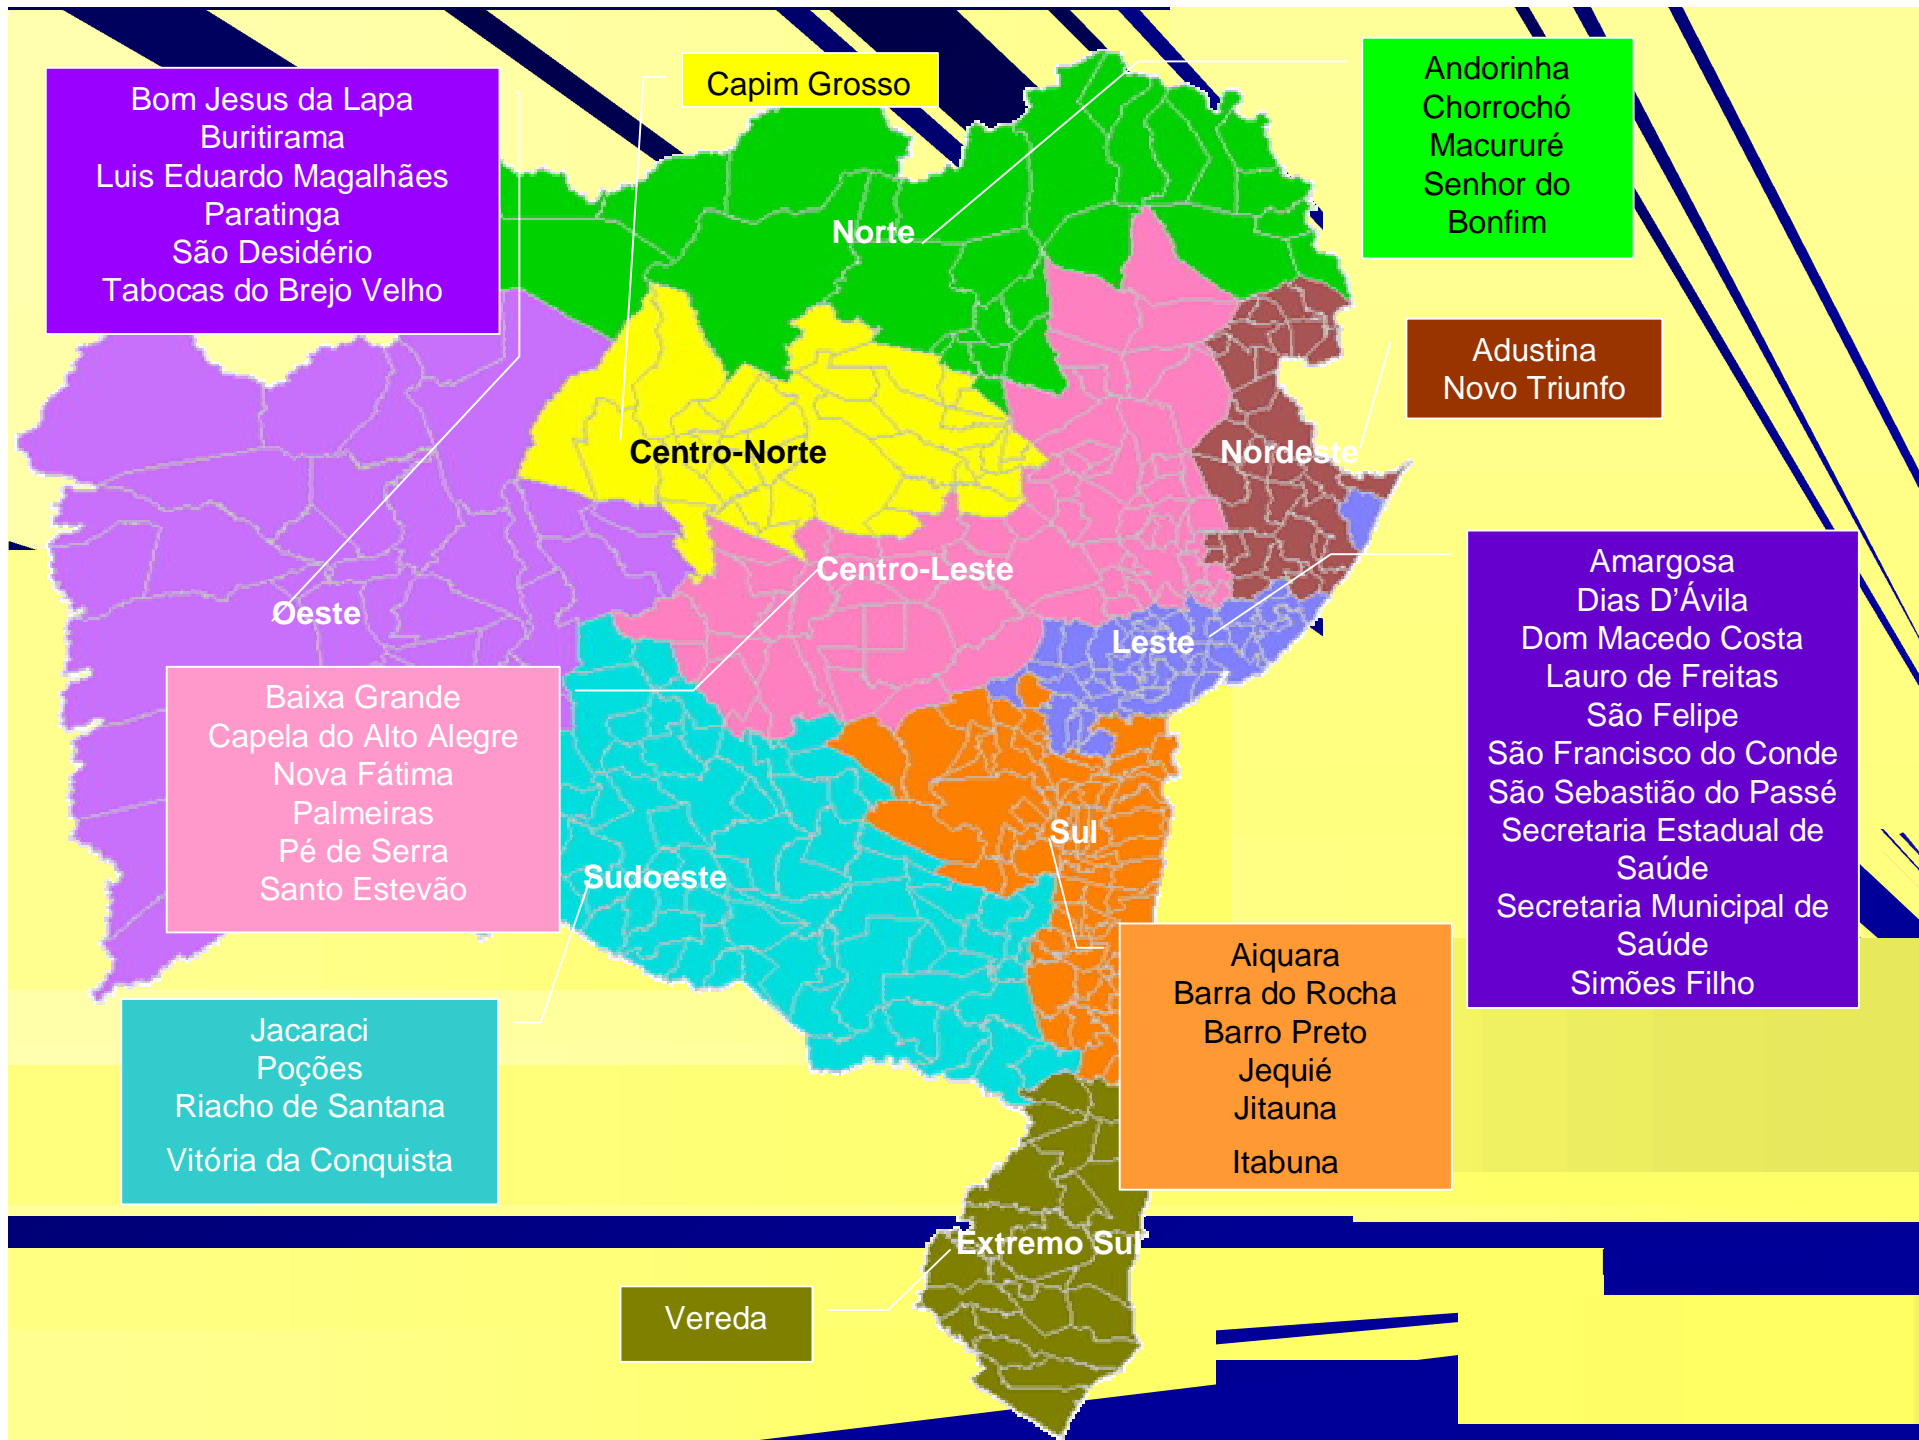 Bom Jesus da Lapa
Buritirama
Luis Eduardo Magalhães
Paratinga
São Desidério
Tabocas do Brejo Velho
Capim Grosso
Andorinha
Chorrochó
Macururé
Senhor do
Bonfim
Norte
Adustina
Novo Triunfo
Centro-Norte
Nordeste
Centro-Leste
Oeste
Leste
Amargosa
Dias D'Ávila
Dom Macedo Costa
Lauro de Freitas
São Felipe
São Francisco do Conde
São Sebastião do Passé
Secretaria Estadual de
Saúde
Secretaria Municipal de
Saúde
Simões Filho
Baixa Grande
Capela do Alto Alegre
Nova Fátima
Palmeiras
Pé de Serra
Santo Estevão
Sul
Sudoeste
Aiquara
Barra do Rocha
Barro Preto
Jequié
Jitauna
Itabuna
Jacaraci
Poções
Riacho de Santana
Vitória da Conquista
Extremo Sul
Vereda